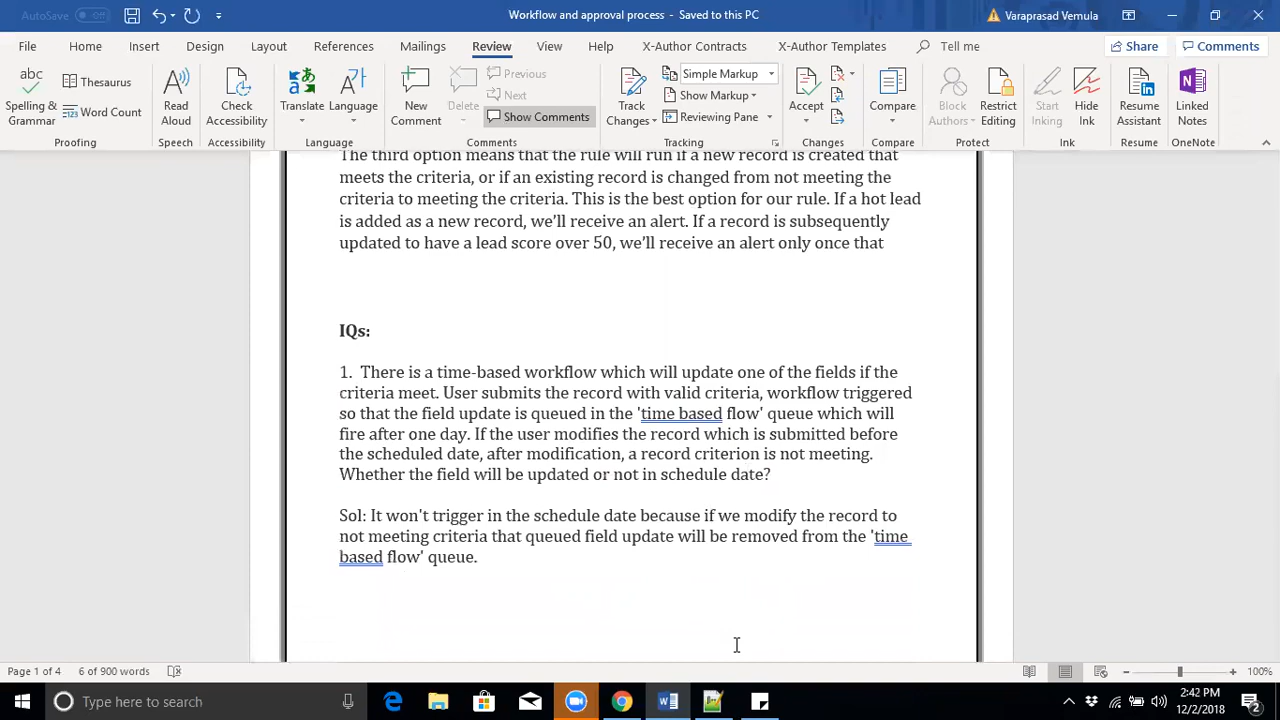 AutoSave Off Workflow and approval process - Saved to this PC Varaprasad Vemula
File Home Insert Design Layout References Mailings Review View Help X-Author Contracts X-Author Templates Tell me Share Comments
abc Thesaurus Previous Simple Markup
Next Show Markup
Spelling & Grammar Word Count Read Aloud Check Accessibility Translate Language New Comment Delete Show Comments Track Changes Reviewing Pane Accept Compare Block Authors Restrict Editing Start Inking Hide Ink Resume Assistant Linked Notes
Proofing Speech Accessibility Language Comments Tracking Changes Compare Protect Ink Resume OneNote
The third option means that the rule will run if a new record is created that
meets the criteria, or if an existing record is changed from not meeting the
criteria to meeting the criteria. This is the best option for our rule. If a hot lead
is added as a new record, we'll receive an alert. If a record is subsequently
updated to have a lead score over 50, we'll receive an alert only once that
IQs:
1. There is a time-based workflow which will update one of the fields if the
criteria meet. User submits the record with valid criteria, workflow triggered
so that the field update is queued in the 'time based flow' queue which will
fire after one day. If the user modifies the record which is submitted before
the scheduled date, after modification, a record criterion is not meeting.
Whether the field will be updated or not in schedule date?
Sol: It won't trigger in the schedule date because if we modify the record to
not meeting criteria that queued field update will be removed from the 'time
based flow' queue.
Page 1 of 4 6 of 900 words 100%
Type here to search 2:42 PM
12/2/2018 2